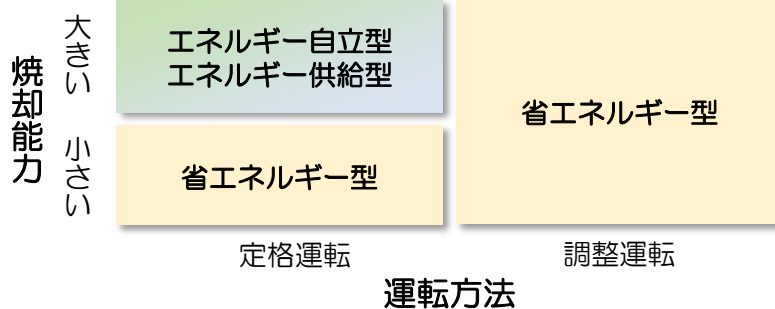 焼却能力
大きい
小さい
エネルギー自立型
エネルギー供給型
省エネルギー型
省エネルギー型
定格運転
調整運転
運転方法